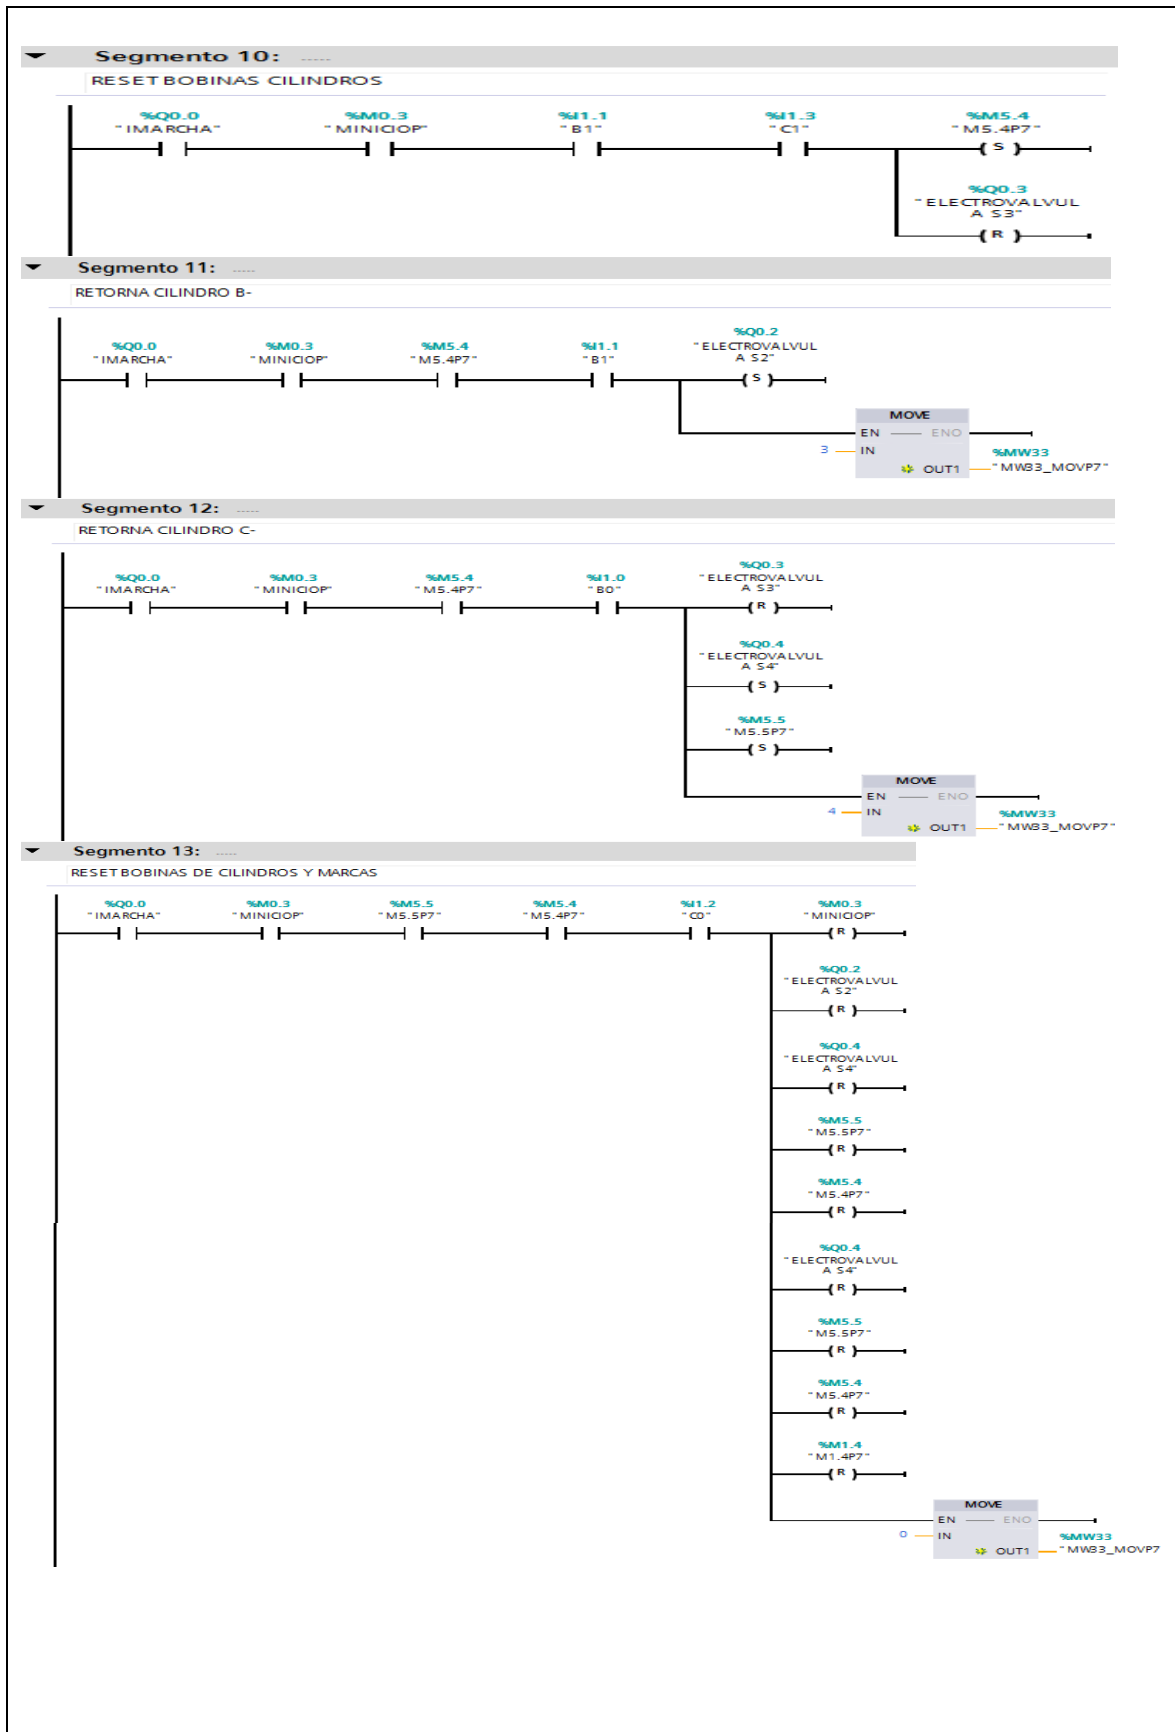 Segmento 10: .....
RESET BOBINAS CILINDROS
%Q0.0 %M0.3 %I1.1 %I1.3 %M5.4
"IMARCHA" "MINICIOP" "B1" "C1" "M5.4P7"
( S )
%Q0.3
"ELECTROVALVUL
A S3"
( R )
Segmento 11: .....
RETORNA CILINDRO B-
%Q0.2
%Q0.0 %M0.3 %M5.4 %I1.1 "ELECTROVALVUL
"IMARCHA" "MINICIOP" "M5.4P7" "B1" A S2"
( S )
MOVE
EN ENO
3 IN %MW33
OUT1 "MW33_MOVP7"
Segmento 12: .....
RETORNA CILINDRO C-
%Q0.3
%Q0.0 %M0.3 %M5.4 %I1.0 "ELECTROVALVUL
"IMARCHA" "MINICIOP" "M5.4P7" "B0" A S3"
( R )
%Q0.4
"ELECTROVALVUL
A S4"
( S )
%M5.5
"M5.5P7"
( S )
MOVE
EN ENO
4 IN %MW33
OUT1 "MW33_MOVP7"
Segmento 13: .....
RESET BOBINAS DE CILINDROS Y MARCAS
%Q0.0 %M0.3 %M5.5 %M5.4 %I1.2 %M0.3
"IMARCHA" "MINICIOP" "M5.5P7" "M5.4P7" "C0" "MINICIOP"
( R )
%Q0.2
"ELECTROVALVUL
A S2"
( R )
%Q0.4
"ELECTROVALVUL
A S4"
( R )
%M5.5
"M5.5P7"
( R )
%M5.4
"M5.4P7"
( R )
%Q0.4
"ELECTROVALVUL
A S4"
( R )
%M5.5
"M5.5P7"
( R )
%M5.4
"M5.4P7"
( R )
%M1.4
"M1.4P7"
( R )
MOVE
EN ENO
0 IN %MW33
OUT1 "MW33_MOVP7